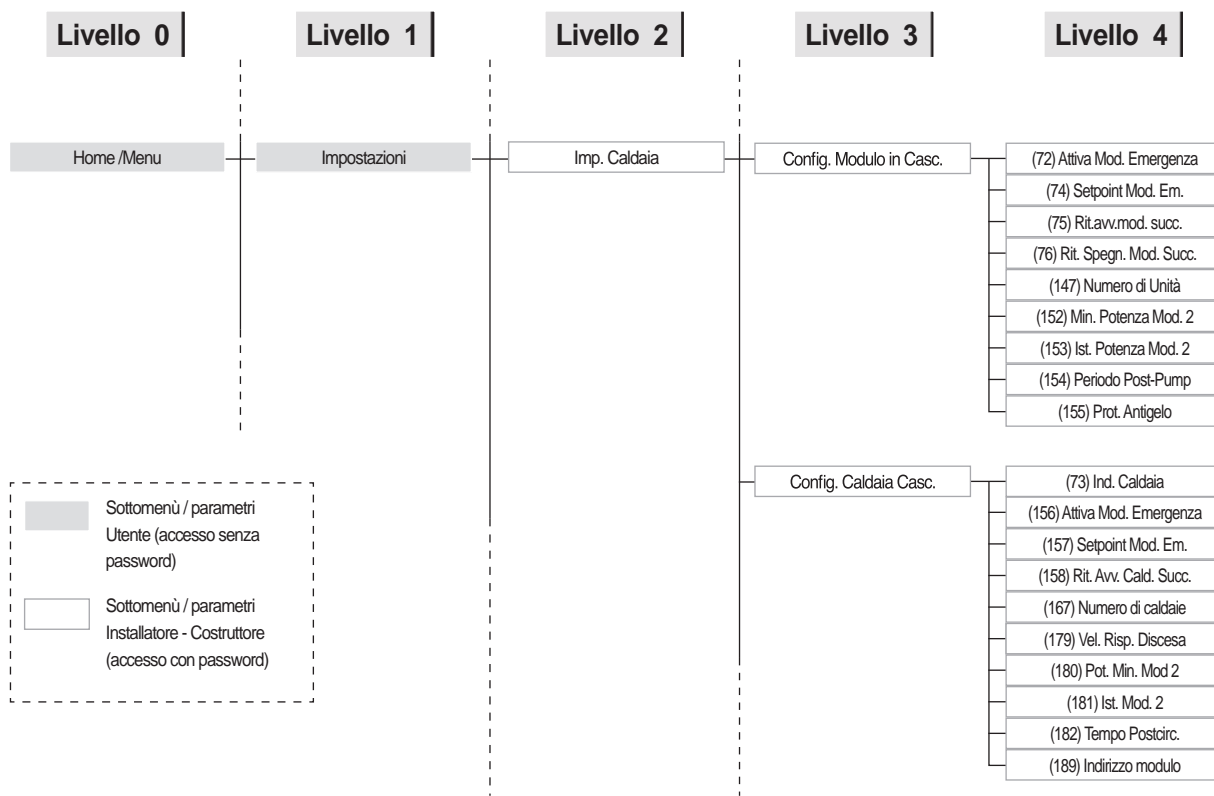 Livello 0
Livello 1
Livello 2
Livello 3
Livello 4
Home /Menu
Impostazioni
Imp. Caldaia
Config. Modulo in Casc.
(72) Attiva Mod. Emergenza
(74) Setpoint Mod. Em.
(75) Rit.avv.mod. succ.
(76) Rit. Spegn. Mod. Succ.
(147) Numero di Unità
(152) Min. Potenza Mod. 2
(153) Ist. Potenza Mod. 2
(154) Periodo Post-Pump
(155) Prot. Antigelo
Config. Caldaia Casc.
(73) Ind. Caldaia
(156) Attiva Mod. Emergenza
(157) Setpoint Mod. Em.
(158) Rit. Avv. Cald. Succ.
(167) Numero di caldaie
(179) Vel. Risp. Discesa
(180) Pot. Min. Mod 2
(181) Ist. Mod. 2
(182) Tempo Postcirc.
(189) Indirizzo modulo
Sottomenù / parametri
Utente (accesso senza
password)
Sottomenù / parametri
Installatore - Costruttore
(accesso con password)